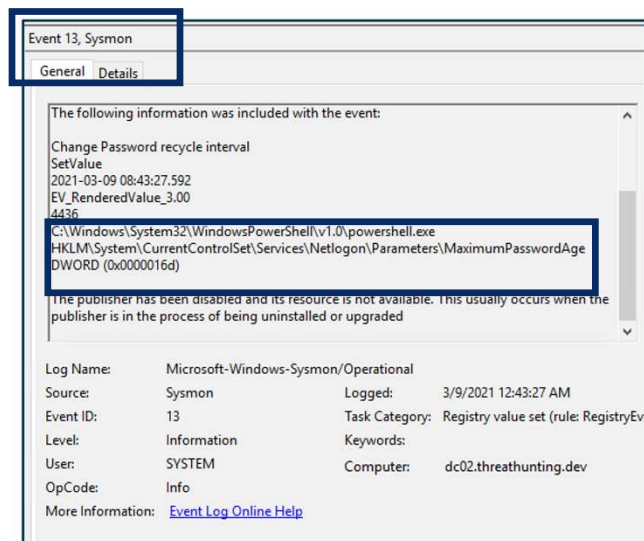 Event 13, Sysmon
General Details
The following information was included with the event:
Change Password recycle interval
SetValue
2021-03-09 08:43:27.592
EV_RenderedValue_3.00
4436
C:\Windows\System32\WindowsPowerShell\v1.0\powershell.exe
HKLM\System\CurrentControlSet\Services\Netlogon\Parameters\MaximumPasswordAge
DWORD (0x0000016d)
The publisher has been disabled and its resource is not available. This usually occurs when the
publisher is in the process of being uninstalled or upgraded
Log Name: Microsoft-Windows-Sysmon/Operational
Source: Sysmon Logged: 3/9/2021 12:43:27 AM
Event ID: 13 Task Category: Registry value set (rule: RegistryEv
Level: Information Keywords:
User: SYSTEM Computer: dc02.threathunting.dev
OpCode: Info
More Information: Event Log Online Help